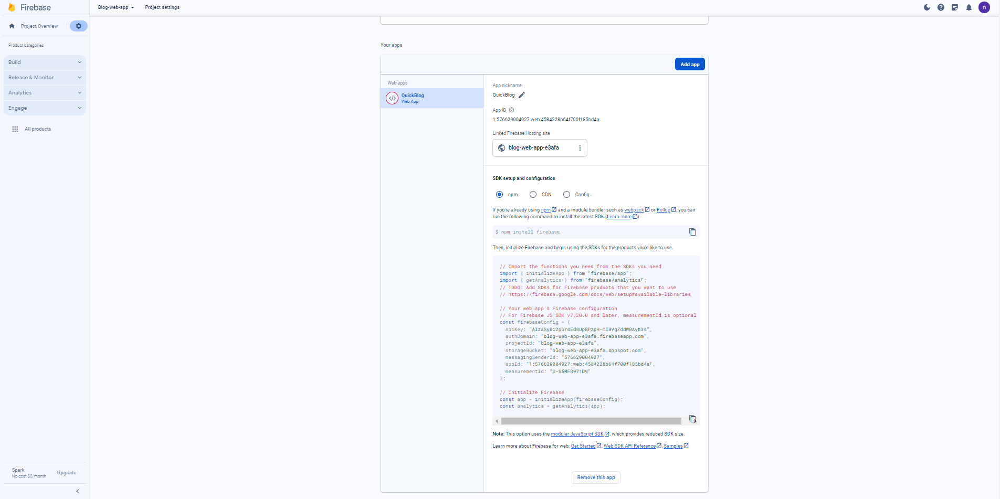 Firebase
Blog-web-app
Project settings
n
Project Overview
Product categories
Build
Release & Monitor
Analytics
Engage
All products
Spark
No-cost $0/month
Upgrade
Your apps
Add app
Web apps
QuickBlog
Web App
App nickname
QuickBlog
App ID
1:576629004927:web:4584228b64f700f185bd4a
Linked Firebase Hosting site
blog-web-app-e3afa
SDK setup and configuration
npm CDN Config
If you're already using npm and a module bundler such as webpack or Rollup, you can
run the following command to install the latest SDK (Learn more):
$ npm install firebase
Then, initialize Firebase and begin using the SDKs for the products you'd like to use.
// Import the functions you need from the SDKs you need
import { initializeApp } from "firebase/app";
import { getAnalytics } from "firebase/analytics";
// TODO: Add SDKs for Firebase products that you want to use
// https://firebase.google.com/docs/web/setup#available-libraries
// Your web app's Firebase configuration
// For Firebase JS SDK v7.20.0 and later, measurementId is optional
const firebaseConfig = {
apiKey: "AIzaSyBi2pur4Ed8UpBPzpH-mIBVgZddWBAyK3s",
authDomain: "blog-web-app-e3afa.firebaseapp.com",
projectId: "blog-web-app-e3afa",
storageBucket: "blog-web-app-e3afa.appspot.com",
messagingSenderId: "576629004927",
appId: "1:576629004927:web:4584228b64f700f185bd4a",
measurementId: "G-S5MFR971D9"
};
// Initialize Firebase
const app = initializeApp(firebaseConfig);
const analytics = getAnalytics(app);
Note: This option uses the modular JavaScript SDK, which provides reduced SDK size.
Learn more about Firebase for web: Get Started, Web SDK API Reference, Samples
Remove this app